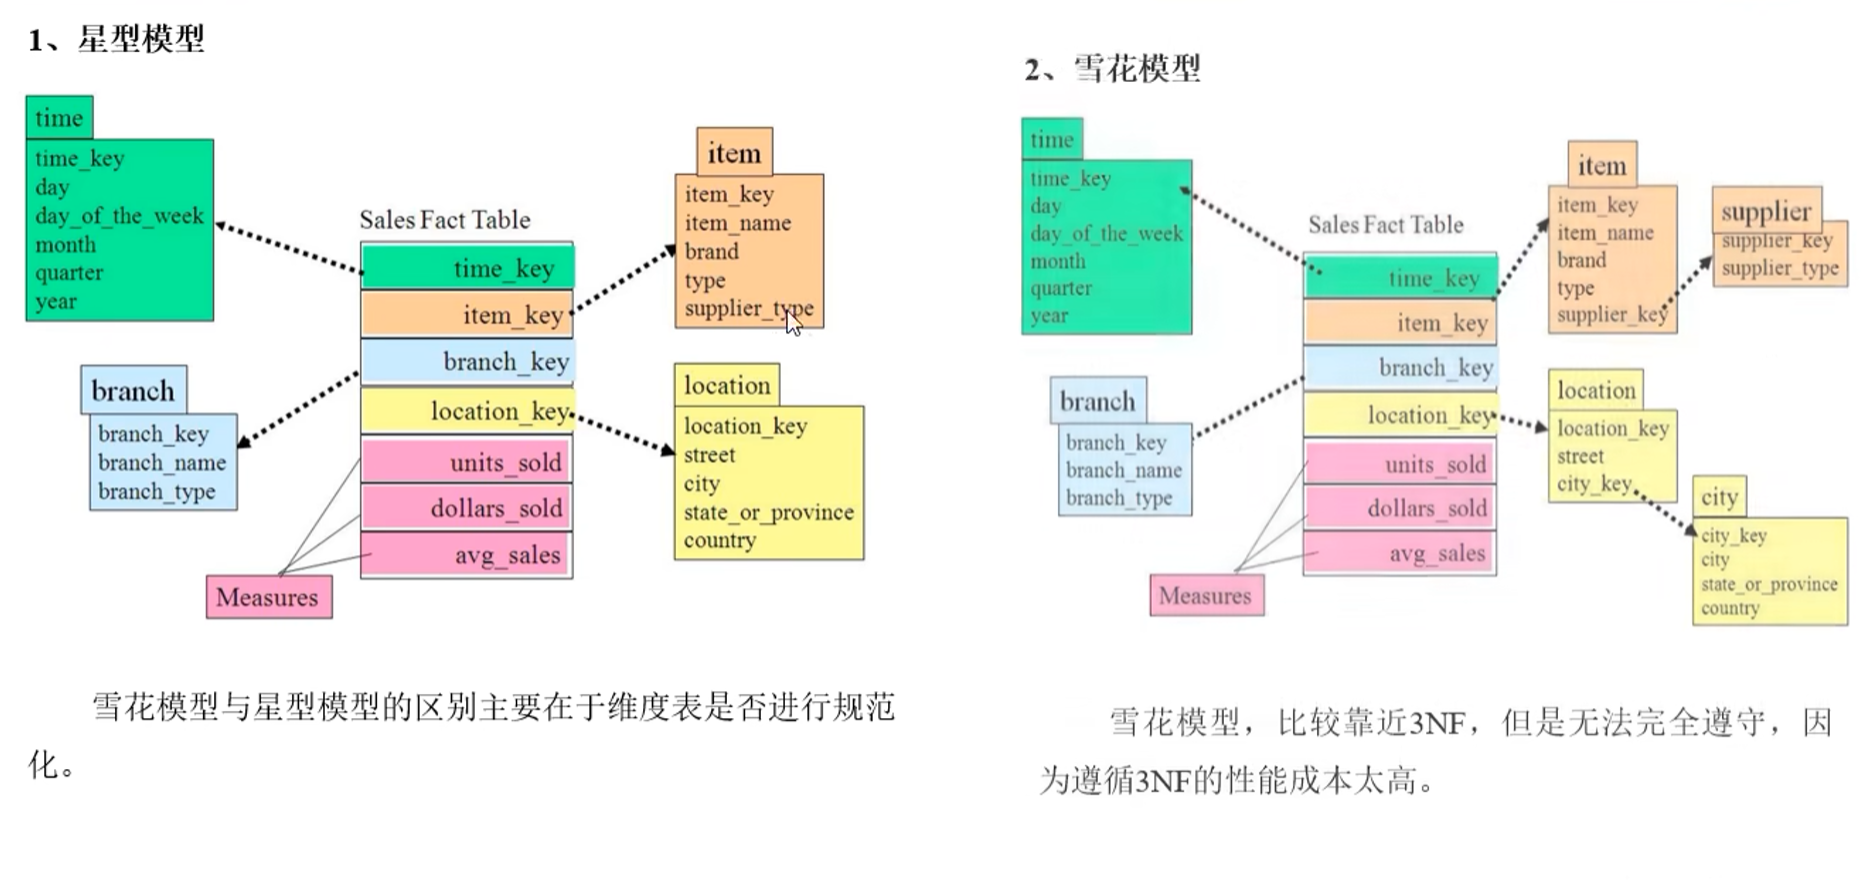 1、星型模型
time
time_key
day
day_of_the_week
month
quarter
year
Sales Fact Table
time_key
item_key
branch_key
location_key
units_sold
dollars_sold
avg_sales
item
item_key
item_name
brand
type
supplier_type
branch
branch_key
branch_name
branch_type
location
location_key
street
city
state_or_province
country
Measures
雪花模型与星型模型的区别主要在于维度表是否进行规范
化。
2、雪花模型
time
time_key
day
day_of_the_week
month
quarter
year
Sales Fact Table
time_key
item_key
branch_key
location_key
units_sold
dollars_sold
avg_sales
item
item_key
item_name
brand
type
supplier_key
supplier
supplier_key
supplier_type
branch
branch_key
branch_name
branch_type
location
location_key
street
city_key
city
city_key
city
state_or_province
country
Measures
雪花模型，比较靠近3NF，但是无法完全遵守，因
为遵循3NF的性能成本太高。